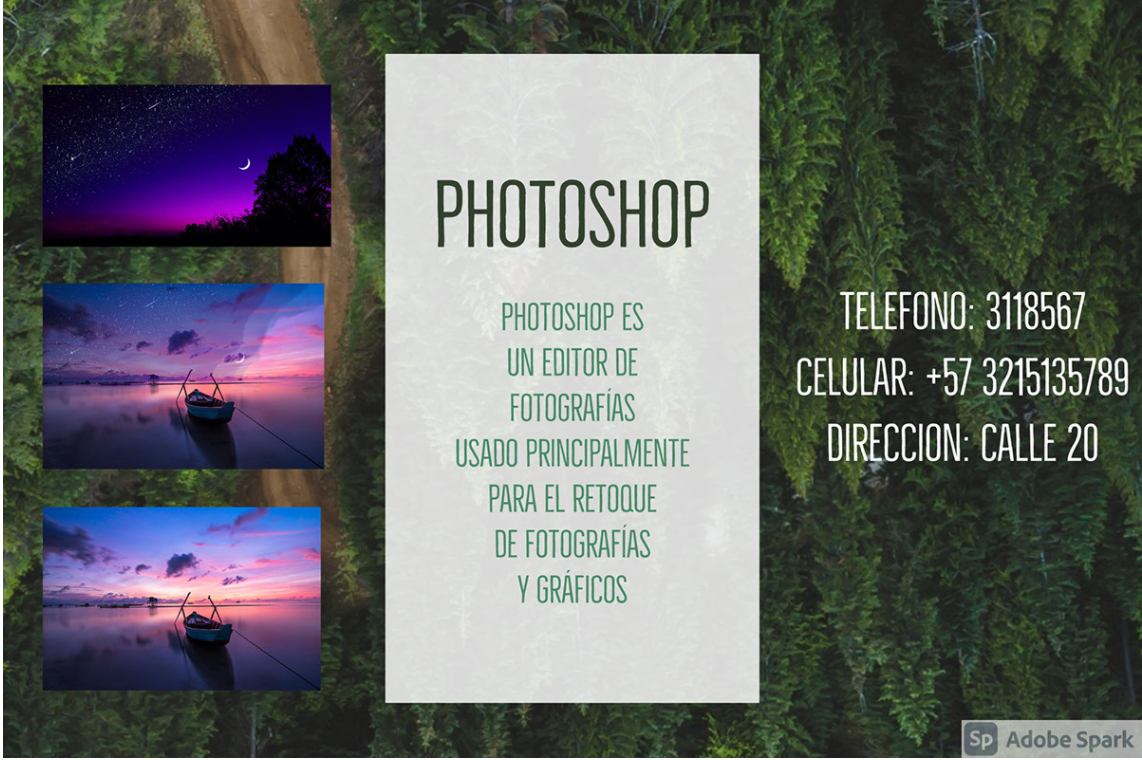 PHOTOSHOP
PHOTOSHOP ES
UN EDITOR DE
FOTOGRAFÍAS
USADO PRINCIPALMENTE
PARA EL RETOQUE
DE FOTOGRAFÍAS
Y GRÁFICOS
TELEFONO: 3118567
CELULAR: +57 3215135789
DIRECCION: CALLE 20
Sp Adobe Spark